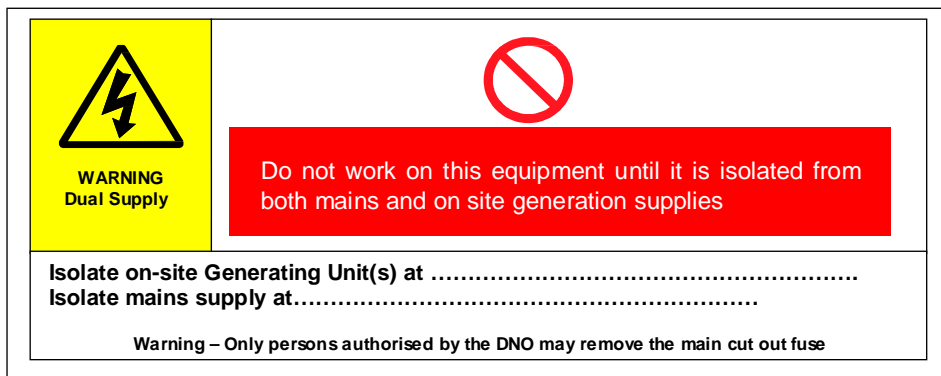 WARNING
Dual Supply
Do not work on this equipment until it is isolated from
both mains and on site generation supplies
Isolate on-site Generating Unit(s) at ……………………………………………………….
Isolate mains supply at………………………………………………………
Warning – Only persons authorised by the DNO may remove the main cut out fuse